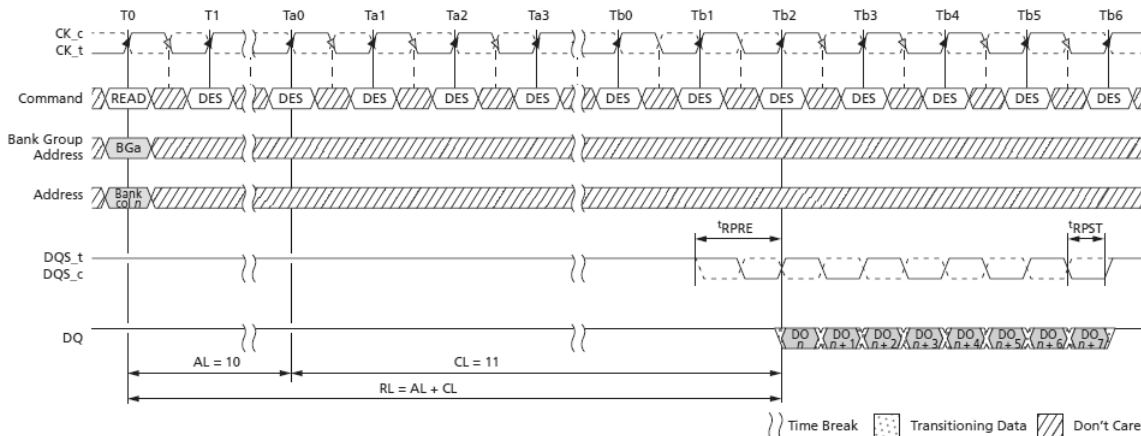 T0 T1 Ta0 Ta1 Ta2 Ta3 Tb0 Tb1 Tb2 Tb3 Tb4 Tb5 Tb6
CK_c
CK_t
Command READ DES DES DES DES DES DES DES DES DES DES DES DES
Bank Group
Address
BGa
Address
Bank
col n
tRPRE tRPST
DQS_t
DQS_c
DQ
DO DO DO DO DO DO DO DO
n n + 1 n + 2 n + 3 n + 4 n + 5 n + 6 n + 7
AL = 10 CL = 11
RL = AL + CL
Time Break Transitioning Data Don’t Care